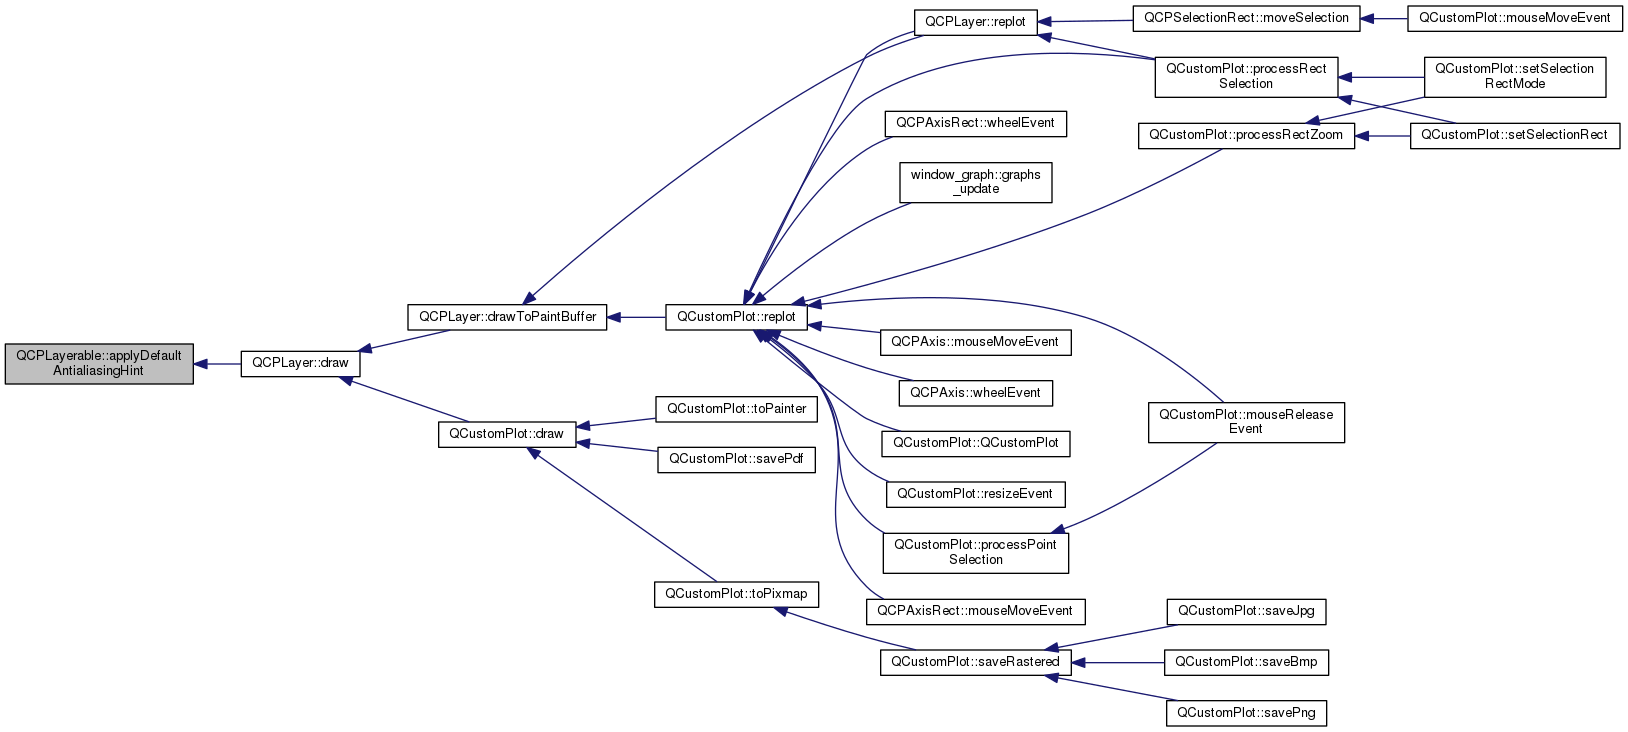 QCPLayerable::applyDefault
AntialiasingHint
QCPLayer::draw
QCPLayer::drawToPaintBuffer
QCustomPlot::draw
QCPLayer::replot
QCPSelectionRect::moveSelection
QCustomPlot::mouseMoveEvent
QCustomPlot::processRect
Selection
QCustomPlot::setSelection
RectMode
QCustomPlot::setSelectionRect
QCustomPlot::processRectZoom
QCPAxisRect::wheelEvent
window_graph::graphs
_update
QCustomPlot::replot
QCPAxis::mouseMoveEvent
QCPAxis::wheelEvent
QCustomPlot::QCustomPlot
QCustomPlot::resizeEvent
QCustomPlot::processPoint
Selection
QCPAxisRect::mouseMoveEvent
QCustomPlot::mouseRelease
Event
QCustomPlot::toPainter
QCustomPlot::savePdf
QCustomPlot::toPixmap
QCustomPlot::saveRastered
QCustomPlot::saveJpg
QCustomPlot::saveBmp
QCustomPlot::savePng